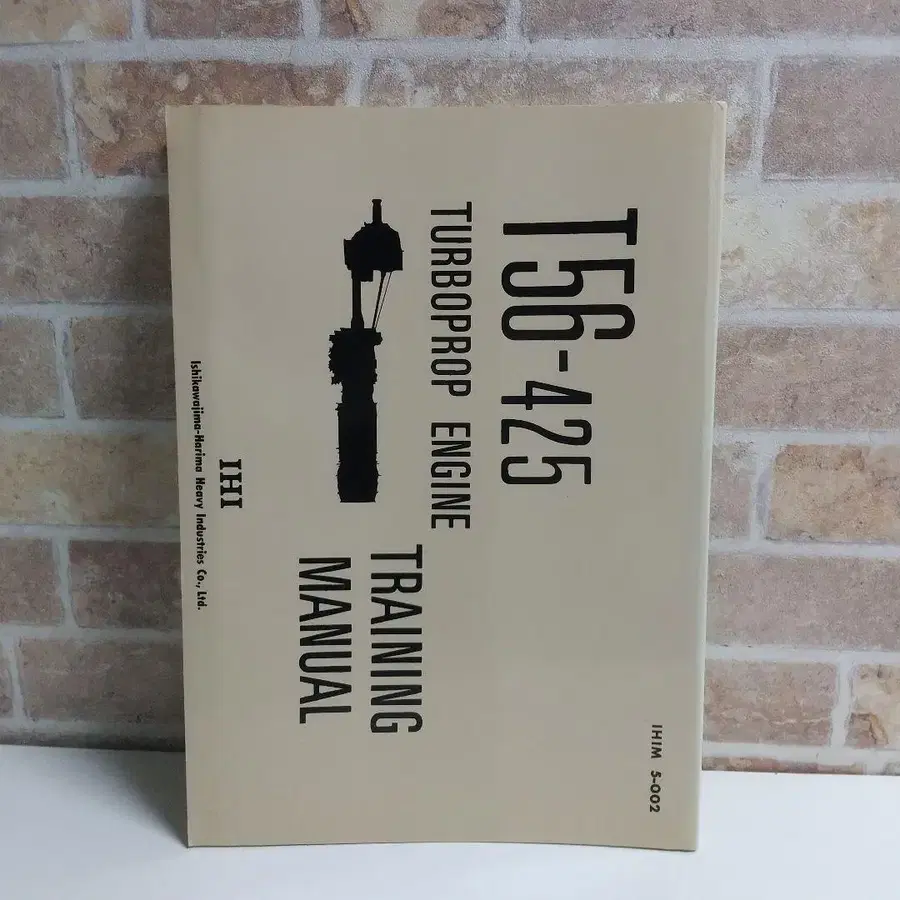 IHIM 5-002
T56-425
TURBOPROP ENGINE
TRAINING
MANUAL
IHI
Ishikawajima-Harima Heavy Industries Co., Ltd.